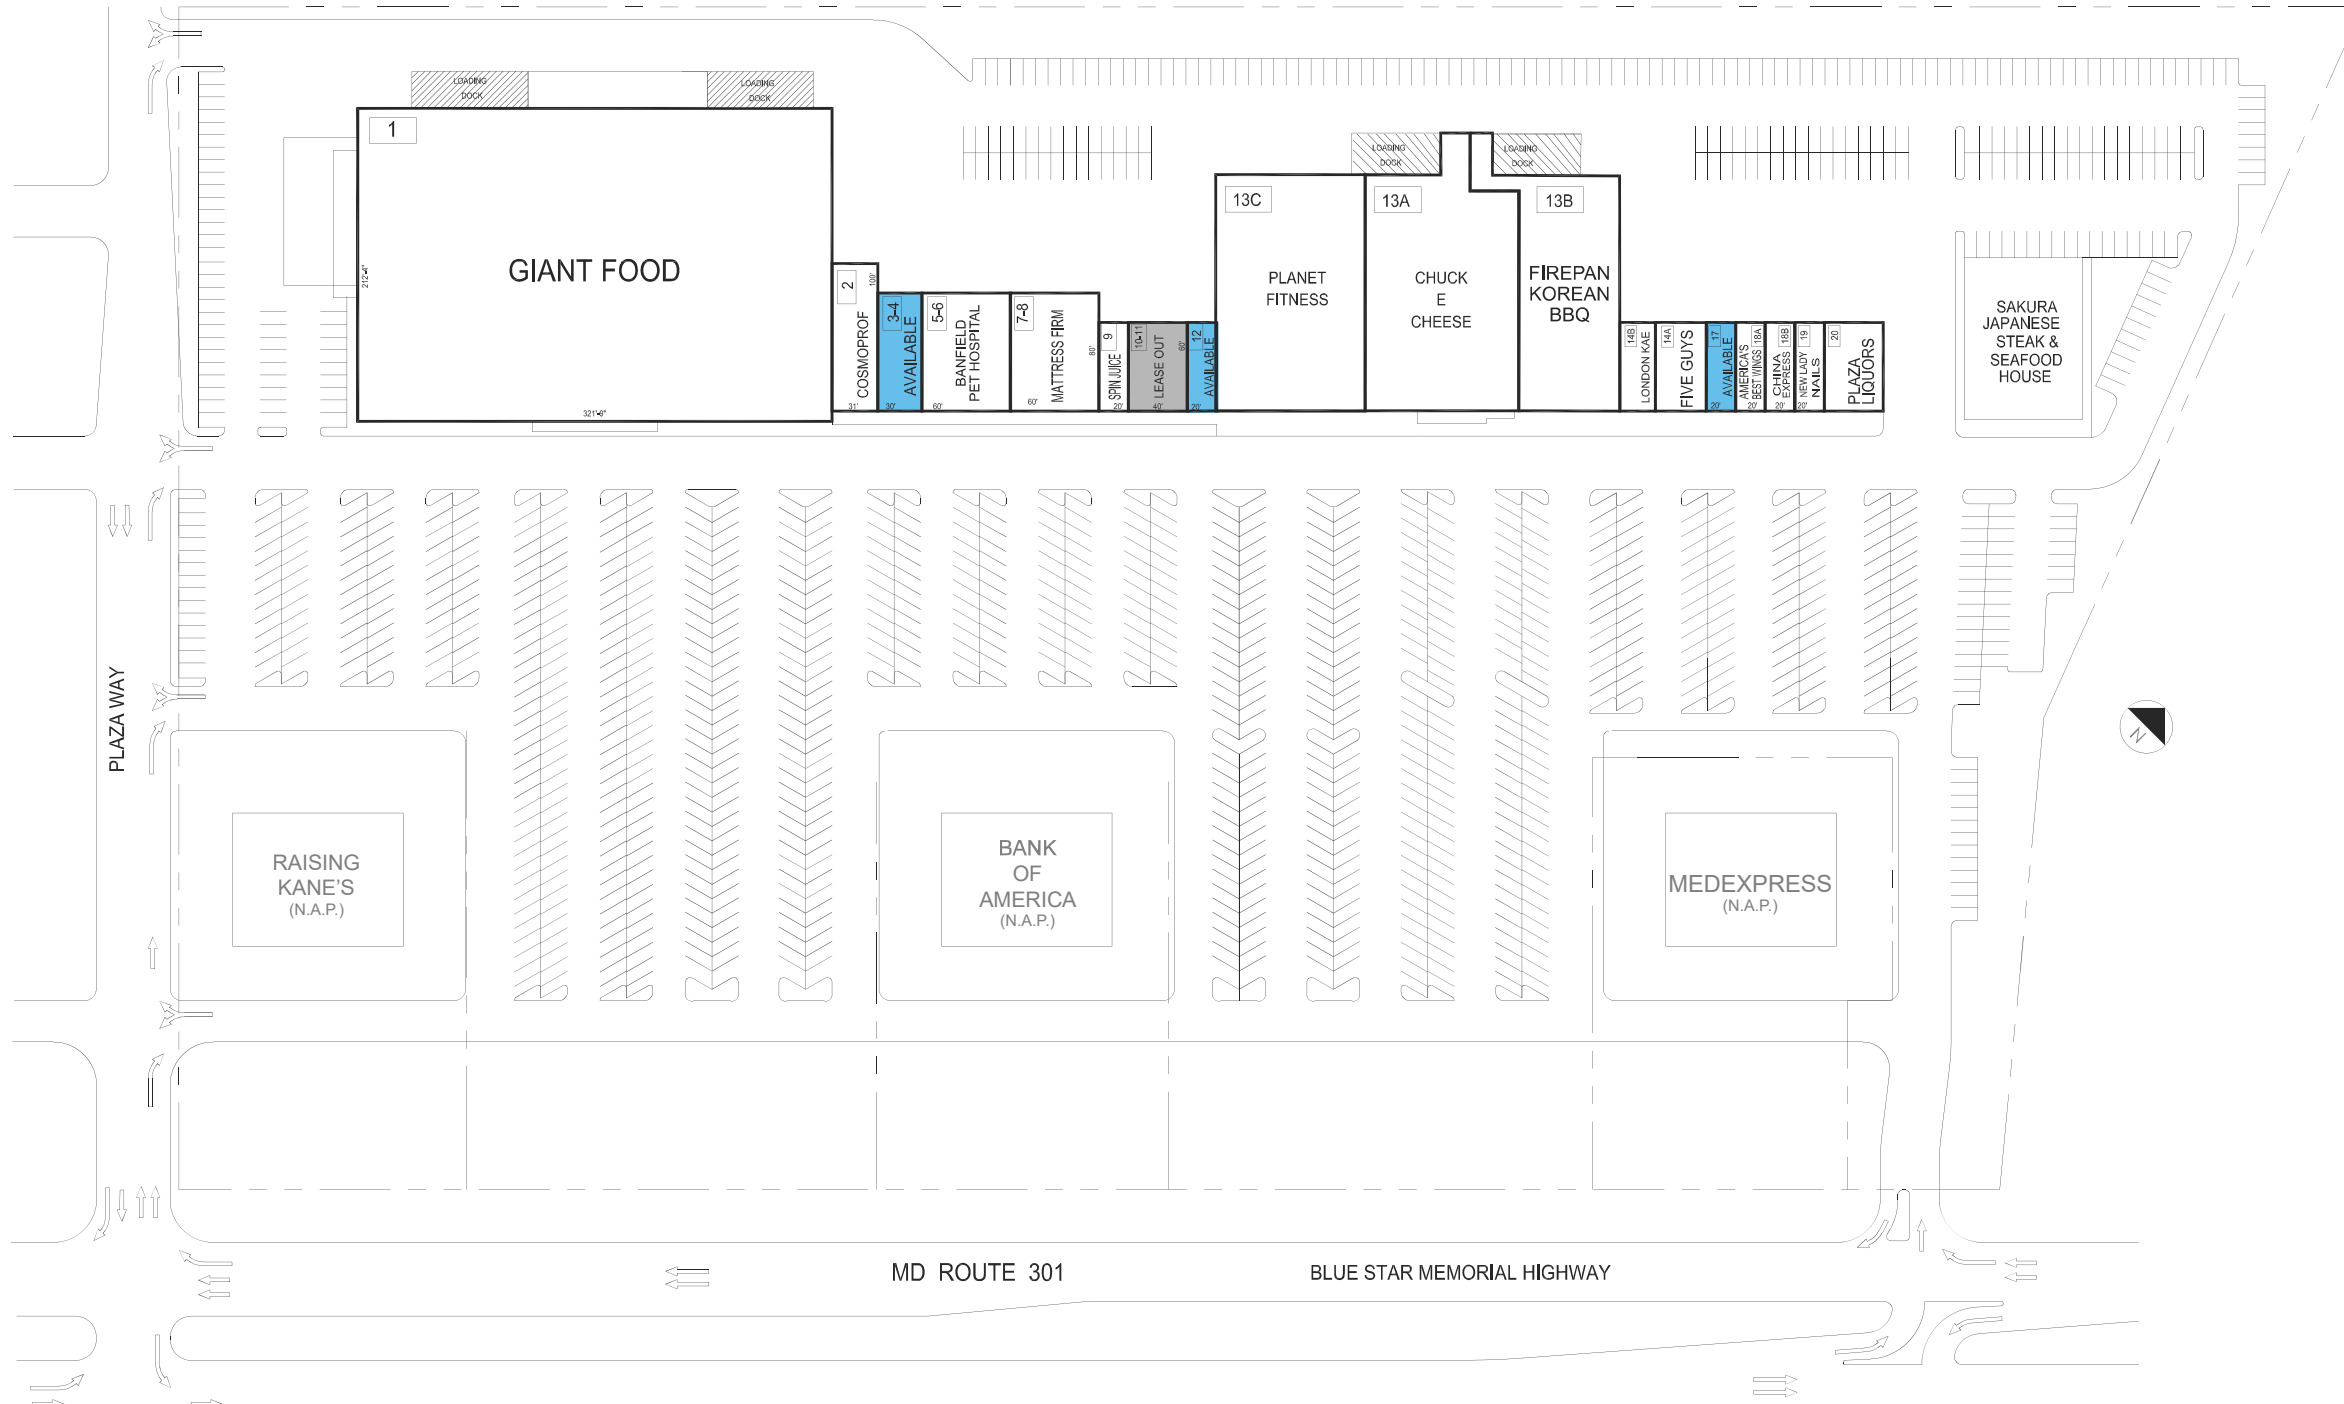 LOADING
DOCK
LOADING
DOCK
1
GIANT FOOD
212'-4"
321'-9"
2
100'
COSMOPROF
31'
3-4
AVAILABLE
30'
5-6
BANFIELD
PET HOSPITAL
60'
7-8
MATTRESS FIRM
60'
80'
9
SPIN JUICE
20'
10-11
LEASE OUT
60'
40'
12
AVAILABLE
20'
13C
PLANET
FITNESS
LOADING
DOCK
13A
CHUCK
E
CHEESE
LOADING
DOCK
13B
FIREPAN
KOREAN
BBQ
14B
LONDON KAE
14A
FIVE GUYS
17
AVAILABLE
20'
18A
AMERICA'S
BEST WINGS
20'
18B
CHINA
EXPRESS
20'
19
NEW LADY
NAILS
20'
20
PLAZA
LIQUORS
SAKURA
JAPANESE
STEAK &
SEAFOOD
HOUSE
PLAZA WAY
N
RAISING
KANE'S
(N.A.P.)
BANK
OF
AMERICA
(N.A.P.)
MEDEXPRESS
(N.A.P.)
MD ROUTE 301
BLUE STAR MEMORIAL HIGHWAY